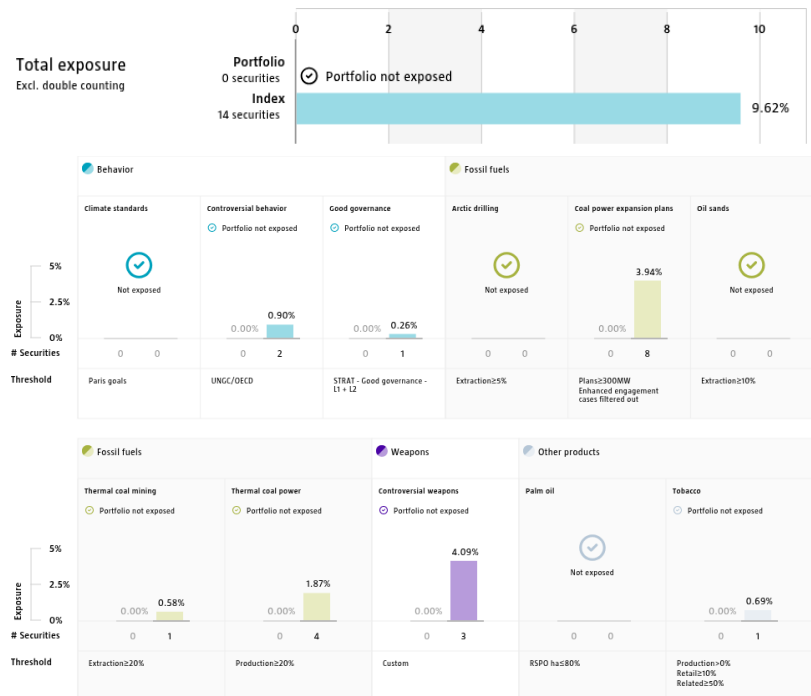 0 2 4 6 8 10
Total exposure
Excl. double counting
Portfolio
0 securities
Portfolio not exposed
Index
14 securities
9.62%
Behavior
Fossil fuels
Climate standards
Controversial behavior
Good governance
Arctic drilling
Coal power expansion plans
Oil sands
Portfolio not exposed
Portfolio not exposed
Portfolio not exposed
Exposure
5%
2.5%
0%
Not exposed
0.00% 0.90%
0.00% 0.26%
Not exposed
0.00% 3.94%
Not exposed
# Securities
0 0
0 2
0 1
0 0
0 8
0 0
Threshold
Paris goals
UNGC/OECD
STRAT - Good governance -
L1 + L2
Extraction≥5%
Plans≥300MW
Enhanced engagement
cases filtered out
Extraction≥10%
Fossil fuels
Weapons
Other products
Thermal coal mining
Thermal coal power
Controversial weapons
Palm oil
Tobacco
Portfolio not exposed
Portfolio not exposed
Portfolio not exposed
Portfolio not exposed
Exposure
5%
2.5%
0%
0.00% 0.58%
0.00% 1.87%
0.00% 4.09%
Not exposed
0.00% 0.69%
# Securities
0 1
0 4
0 3
0 0
0 1
Threshold
Extraction≥20%
Production≥20%
Custom
RSPO ha≤80%
Production>0%
Retail≥10%
Related≥50%